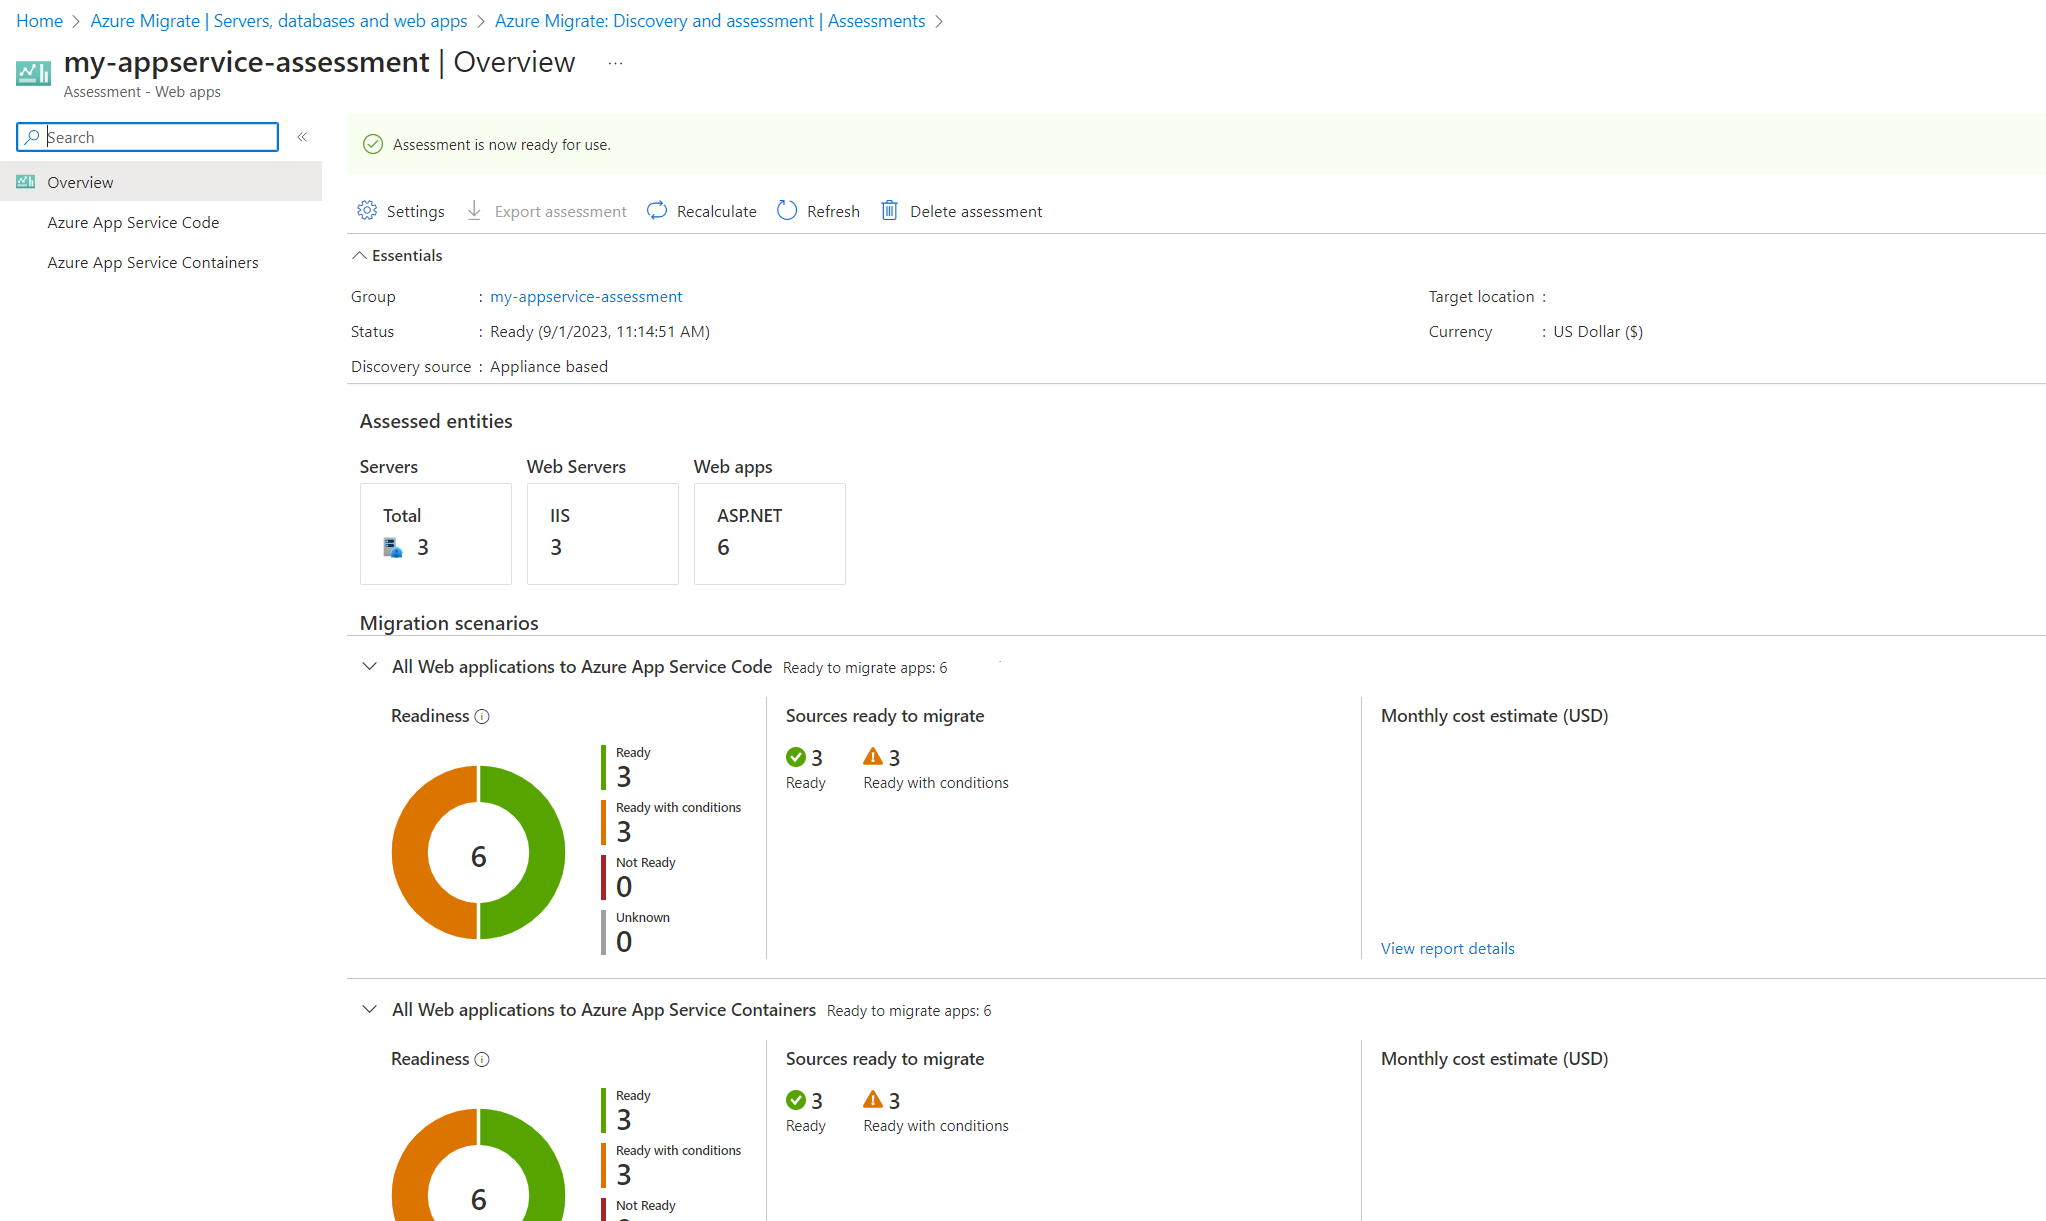 Home > Azure Migrate | Servers, databases and web apps > Azure Migrate: Discovery and assessment | Assessments >
my-appservice-assessment | Overview ...
Assessment - Web apps
Search «
Overview
Azure App Service Code
Azure App Service Containers
Assessment is now ready for use.
Settings Export assessment Recalculate Refresh Delete assessment
Essentials
Group : my-appservice-assessment
Status : Ready (9/1/2023, 11:14:51 AM)
Discovery source : Appliance based
Target location :
Currency : US Dollar ($)
Assessed entities
Servers Web Servers Web apps
Total IIS ASP.NET
3 3 6
Migration scenarios
All Web applications to Azure App Service Code Ready to migrate apps: 6
Readiness
6
Ready
3
Ready with conditions
3
Not Ready
0
Unknown
0
Sources ready to migrate
3 3
Ready Ready with conditions
Monthly cost estimate (USD)
View report details
All Web applications to Azure App Service Containers Ready to migrate apps: 6
Readiness
6
Ready
3
Ready with conditions
3
Not Ready
Sources ready to migrate
3 3
Ready Ready with conditions
Monthly cost estimate (USD)